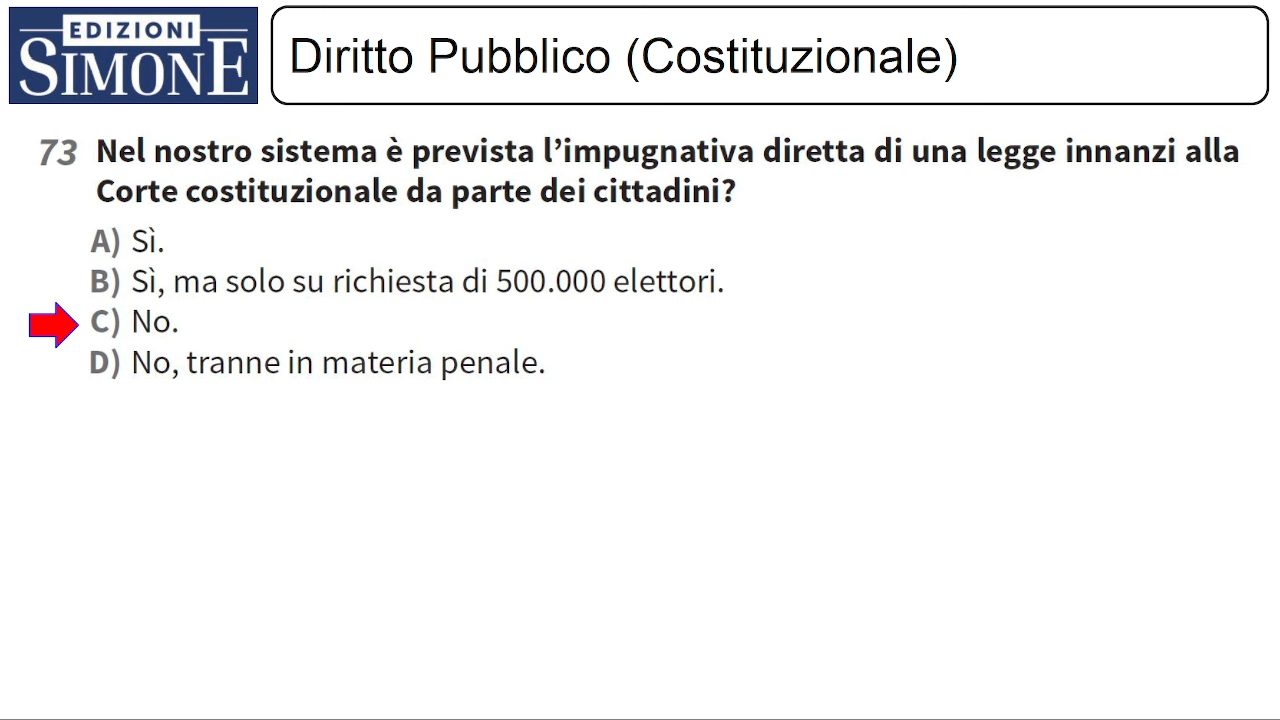 EDIZIONI
SIMONE
Diritto Pubblico (Costituzionale)
73 Nel nostro sistema è prevista l’impugnativa diretta di una legge innanzi alla
Corte costituzionale da parte dei cittadini?
A) Sì.
B) Sì, ma solo su richiesta di 500.000 elettori.
C) No.
D) No, tranne in materia penale.